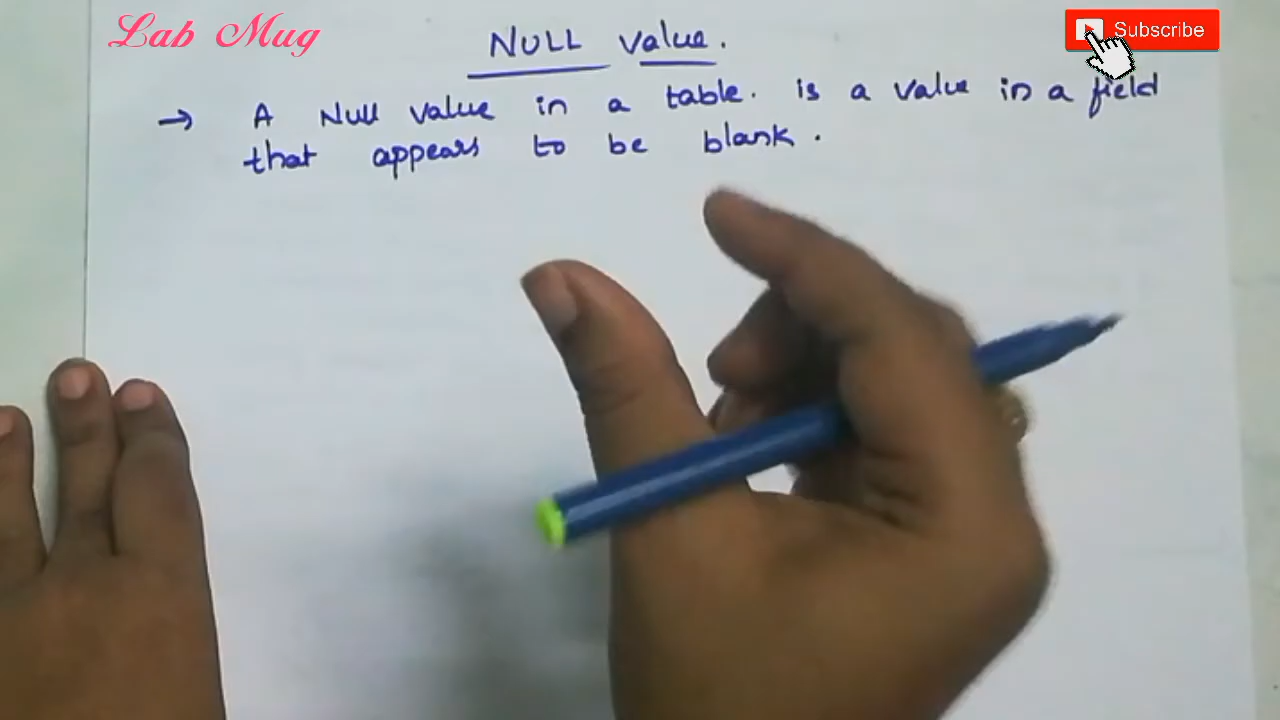 Lab Mug
Subscribe
NULL value.
→ A Null value in a table. is a value in a field
that appears to be blank.